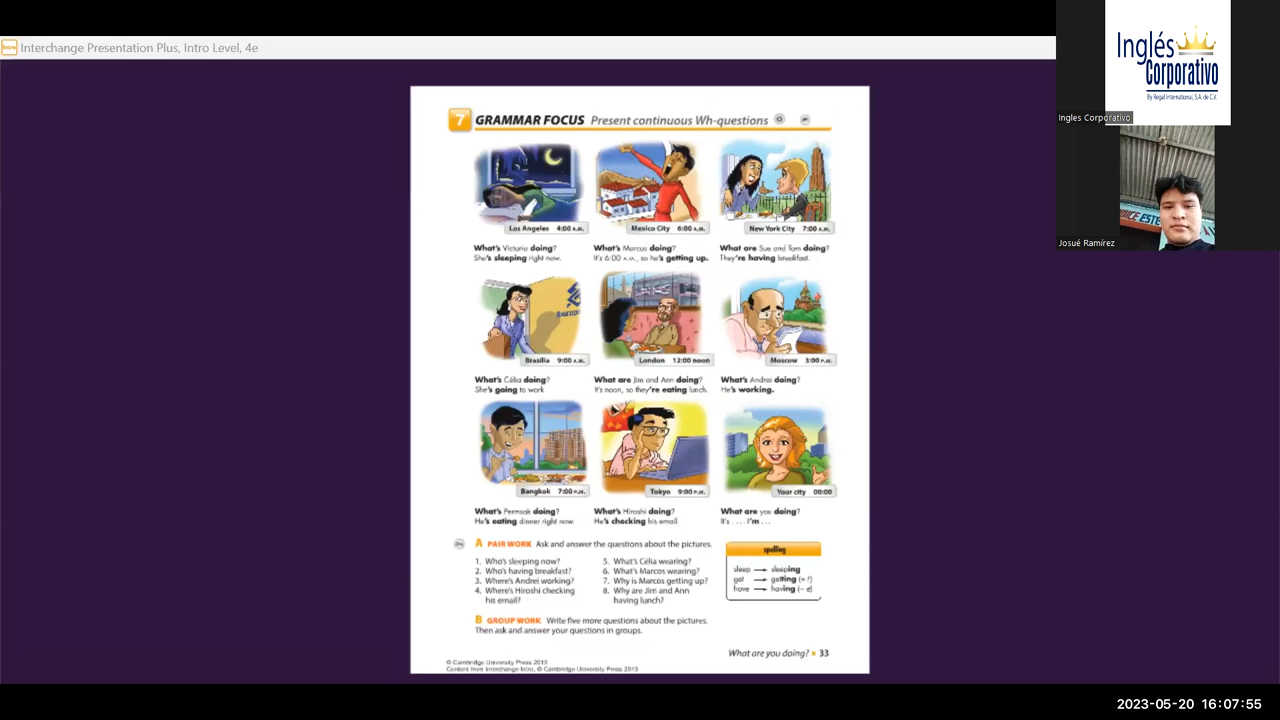 Interchange Presentation Plus, Intro Level, 4e
Inglés
Corporativo
By Regal International, S.A. de C.V.
Ingles Corporativo
Josué Ramírez
7 GRAMMAR FOCUS Present continuous Wh-questions
Los Angeles 4:00 A.M.
Mexico City 6:00 A.M.
New York City 7:00 A.M.
What's Victoria doing?
She's sleeping right now.
What's Marcos doing?
It's 6:00 A.M., so he's getting up.
What are Sue and Tom doing?
They're having breakfast.
Brasília 9:00 A.M.
London 12:00 noon
Moscow 3:00 P.M.
What's Célia doing?
She's going to work
What are Jim and Ann doing?
It's noon, so they're eating lunch.
What's Andrei doing?
He's working.
Bangkok 7:00 P.M.
Tokyo 9:00 P.M.
Your city 00:00
What's Permsak doing?
He's eating dinner right now.
What's Hiroshi doing?
He's checking his email
What are you doing?
It's . . . . I'm . . .
A PAIR WORK Ask and answer the questions about the pictures.
1. Who's sleeping now?
2. Who's having breakfast?
3. Where's Andrei working?
4. Where's Hiroshi checking
his email?
5. What's Célia wearing?
6. What's Marcos wearing?
7. Why is Marcos getting up?
8. Why are Jim and Ann
having lunch?
spelling
sleep → sleeping
get → getting (+ t)
have → having (– e)
B GROUP WORK Write five more questions about the pictures.
Then ask and answer your questions in groups.
What are you doing? 33
© Cambridge University Press 2013
Content from Interchange Intro, © Cambridge University Press 2013
2023-05-20 16:07:55